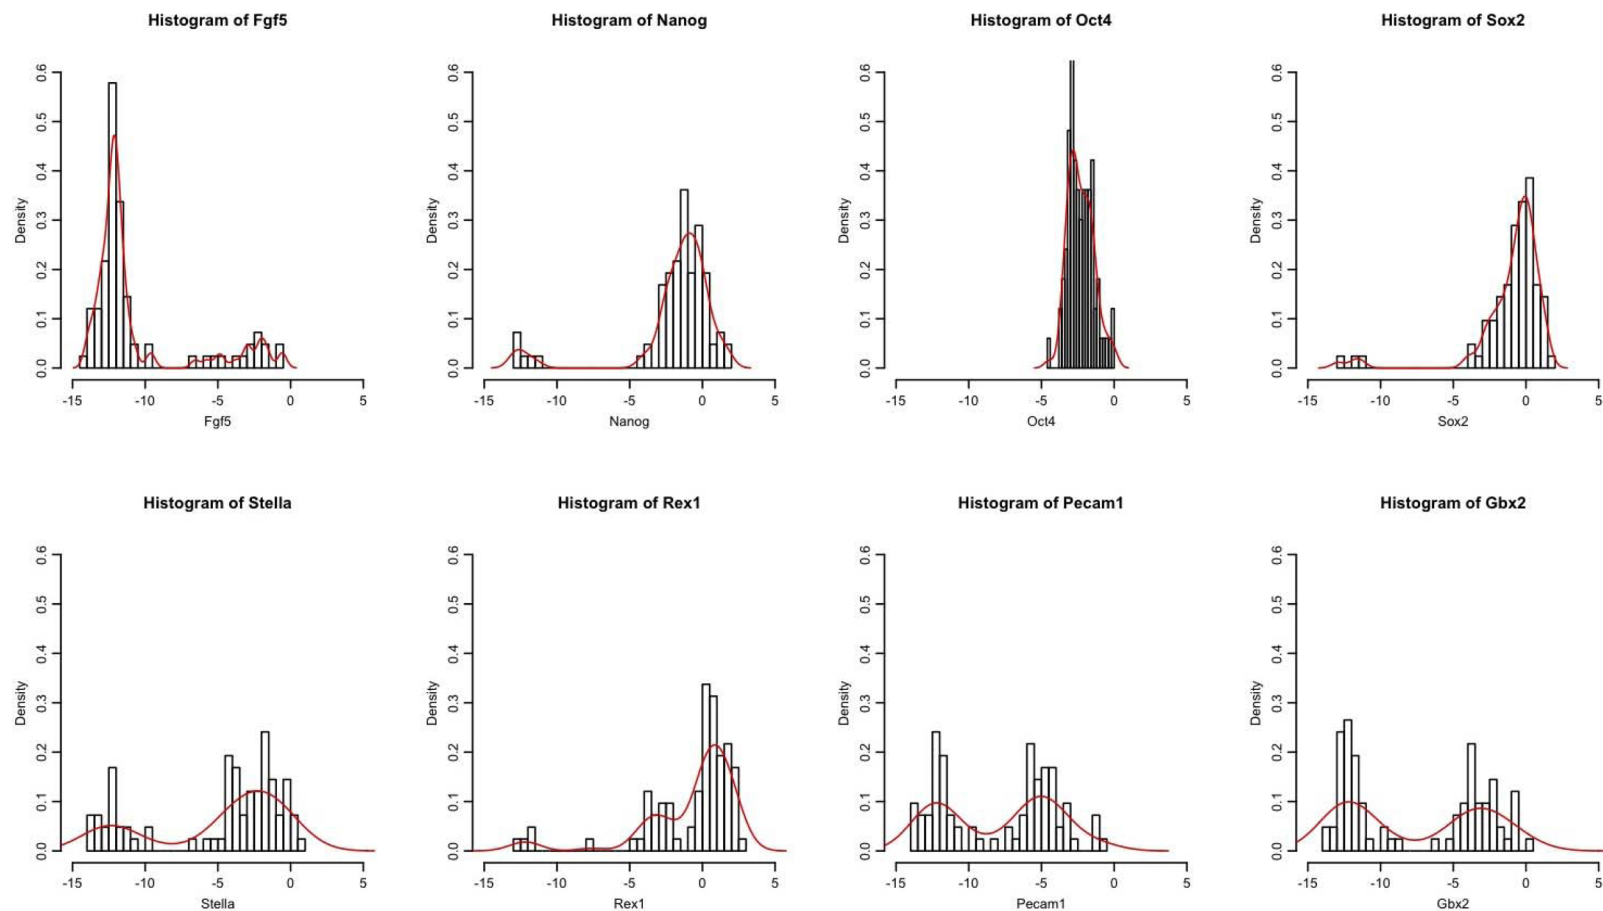 Histogram of Fgf5
Histogram of Nanog
Histogram of Oct4
Histogram of Sox2
Density
0.0 0.1 0.2 0.3 0.4 0.5 0.6
-15 -10 -5 0 5
Fgf5
Density
0.0 0.1 0.2 0.3 0.4 0.5 0.6
-15 -10 -5 0 5
Nanog
Density
0.0 0.1 0.2 0.3 0.4 0.5 0.6
-15 -10 -5 0 5
Oct4
Density
0.0 0.1 0.2 0.3 0.4 0.5 0.6
-15 -10 -5 0 5
Sox2
Histogram of Stella
Histogram of Rex1
Histogram of Pecam1
Histogram of Gbx2
Density
0.0 0.1 0.2 0.3 0.4 0.5 0.6
-15 -10 -5 0 5
Stella
Density
0.0 0.1 0.2 0.3 0.4 0.5 0.6
-15 -10 -5 0 5
Rex1
Density
0.0 0.1 0.2 0.3 0.4 0.5 0.6
-15 -10 -5 0 5
Pecam1
Density
0.0 0.1 0.2 0.3 0.4 0.5 0.6
-15 -10 -5 0 5
Gbx2